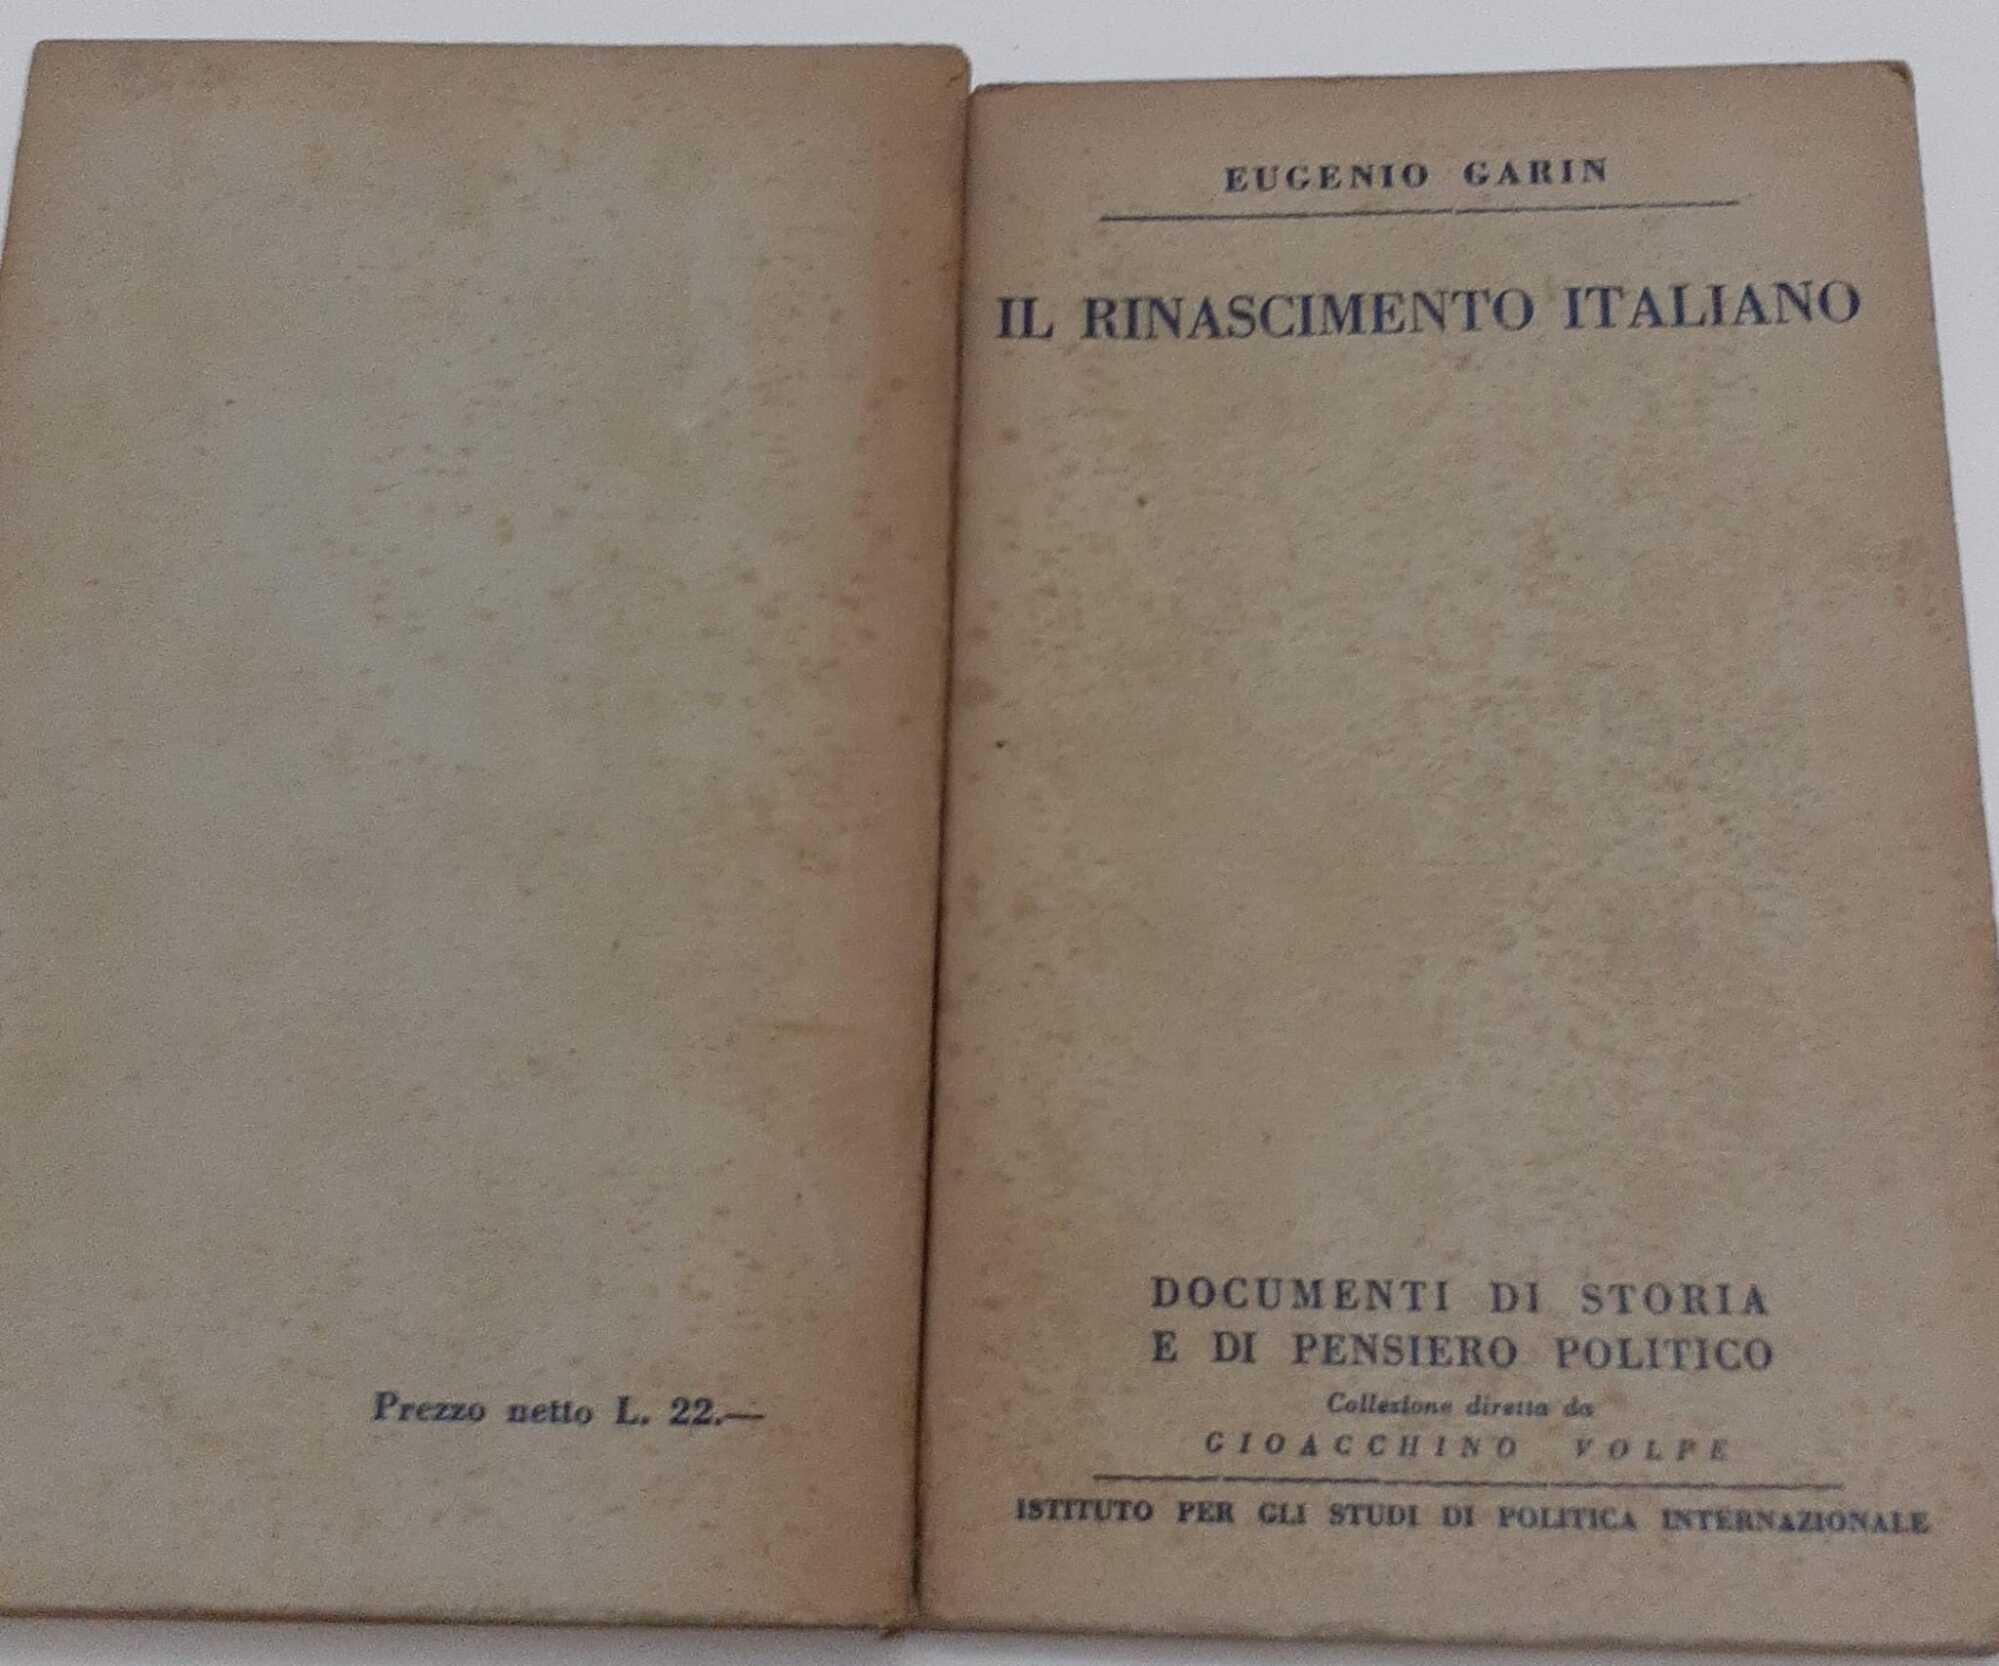 Prezzo netto L. 22.—
EUGENIO GARIN
IL RINASCIMENTO ITALIANO
DOCUMENTI DI STORIA
E DI PENSIERO POLITICO
Collezione diretta da
GIOACCHINO VOLPE
ISTITUTO PER GLI STUDI DI POLITICA INTERNAZIONALE